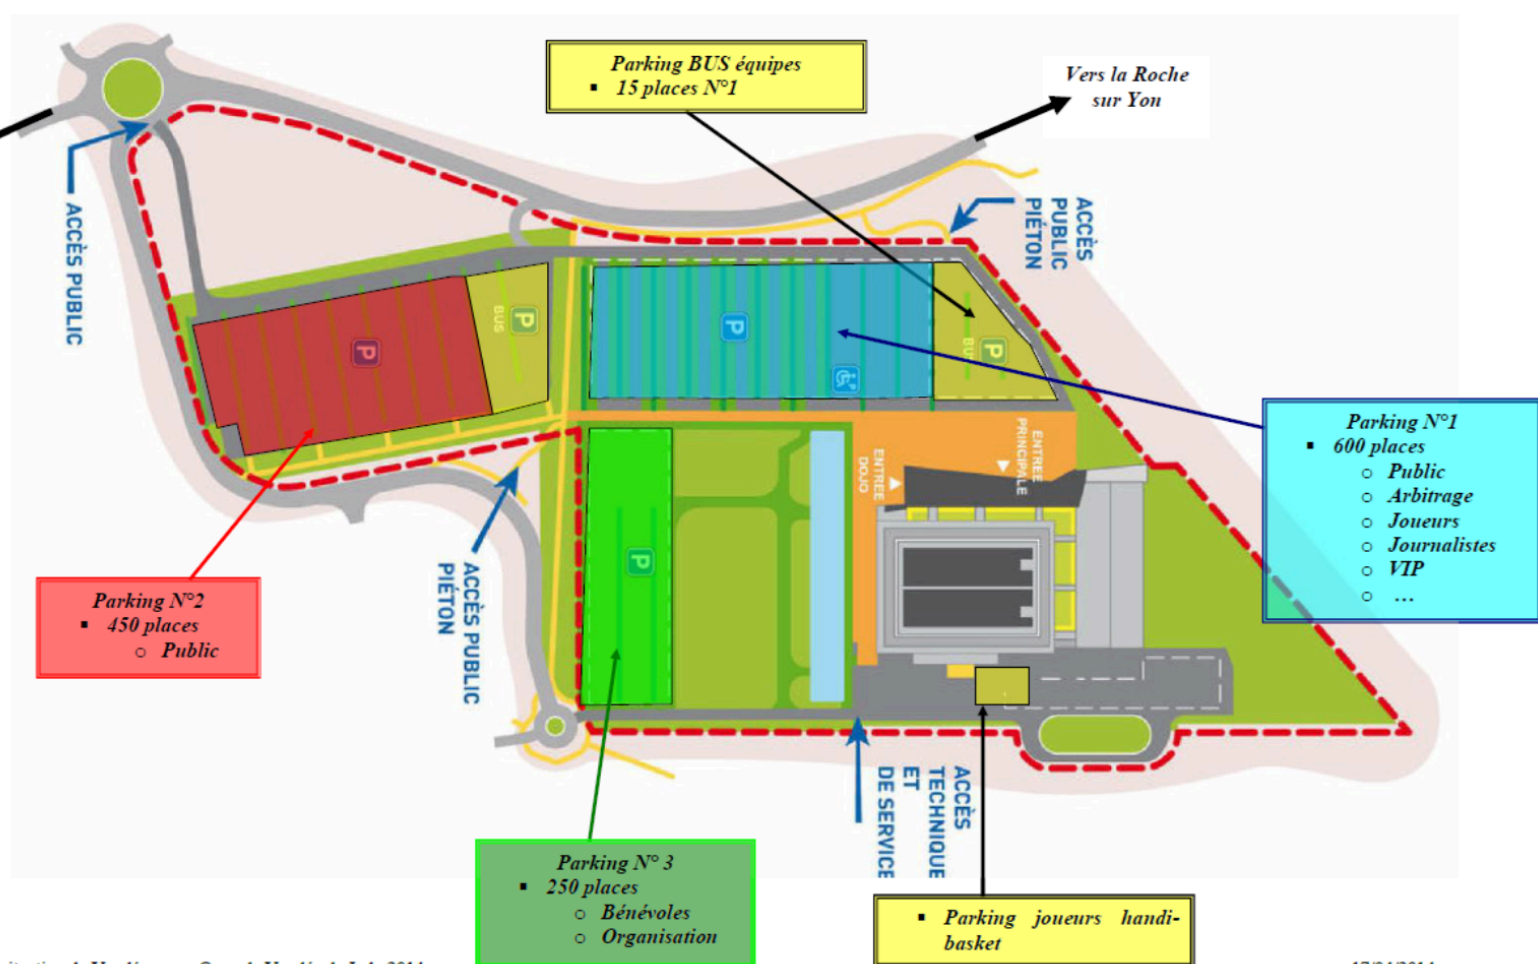 Parking BUS équipes
▪ 15 places N°1
Vers la Roche
sur Yon
ACCÈS PUBLIC
ACCÈS
PUBLIC
PIÉTON
BUS
P
P
P
P
BUS
Parking N°1
▪ 600 places
o Public
o Arbitrage
o Joueurs
o Journalistes
o VIP
o …
ENTREE
PRINCIPALE
ENTREE
DOJO
P
Parking N°2
▪ 450 places
o Public
ACCÈS PUBLIC
PIÉTON
ACCÈS
TECHNIQUE
ET
DE SERVICE
Parking N° 3
▪ 250 places
o Bénévoles
o Organisation
▪ Parking joueurs handi-
basket